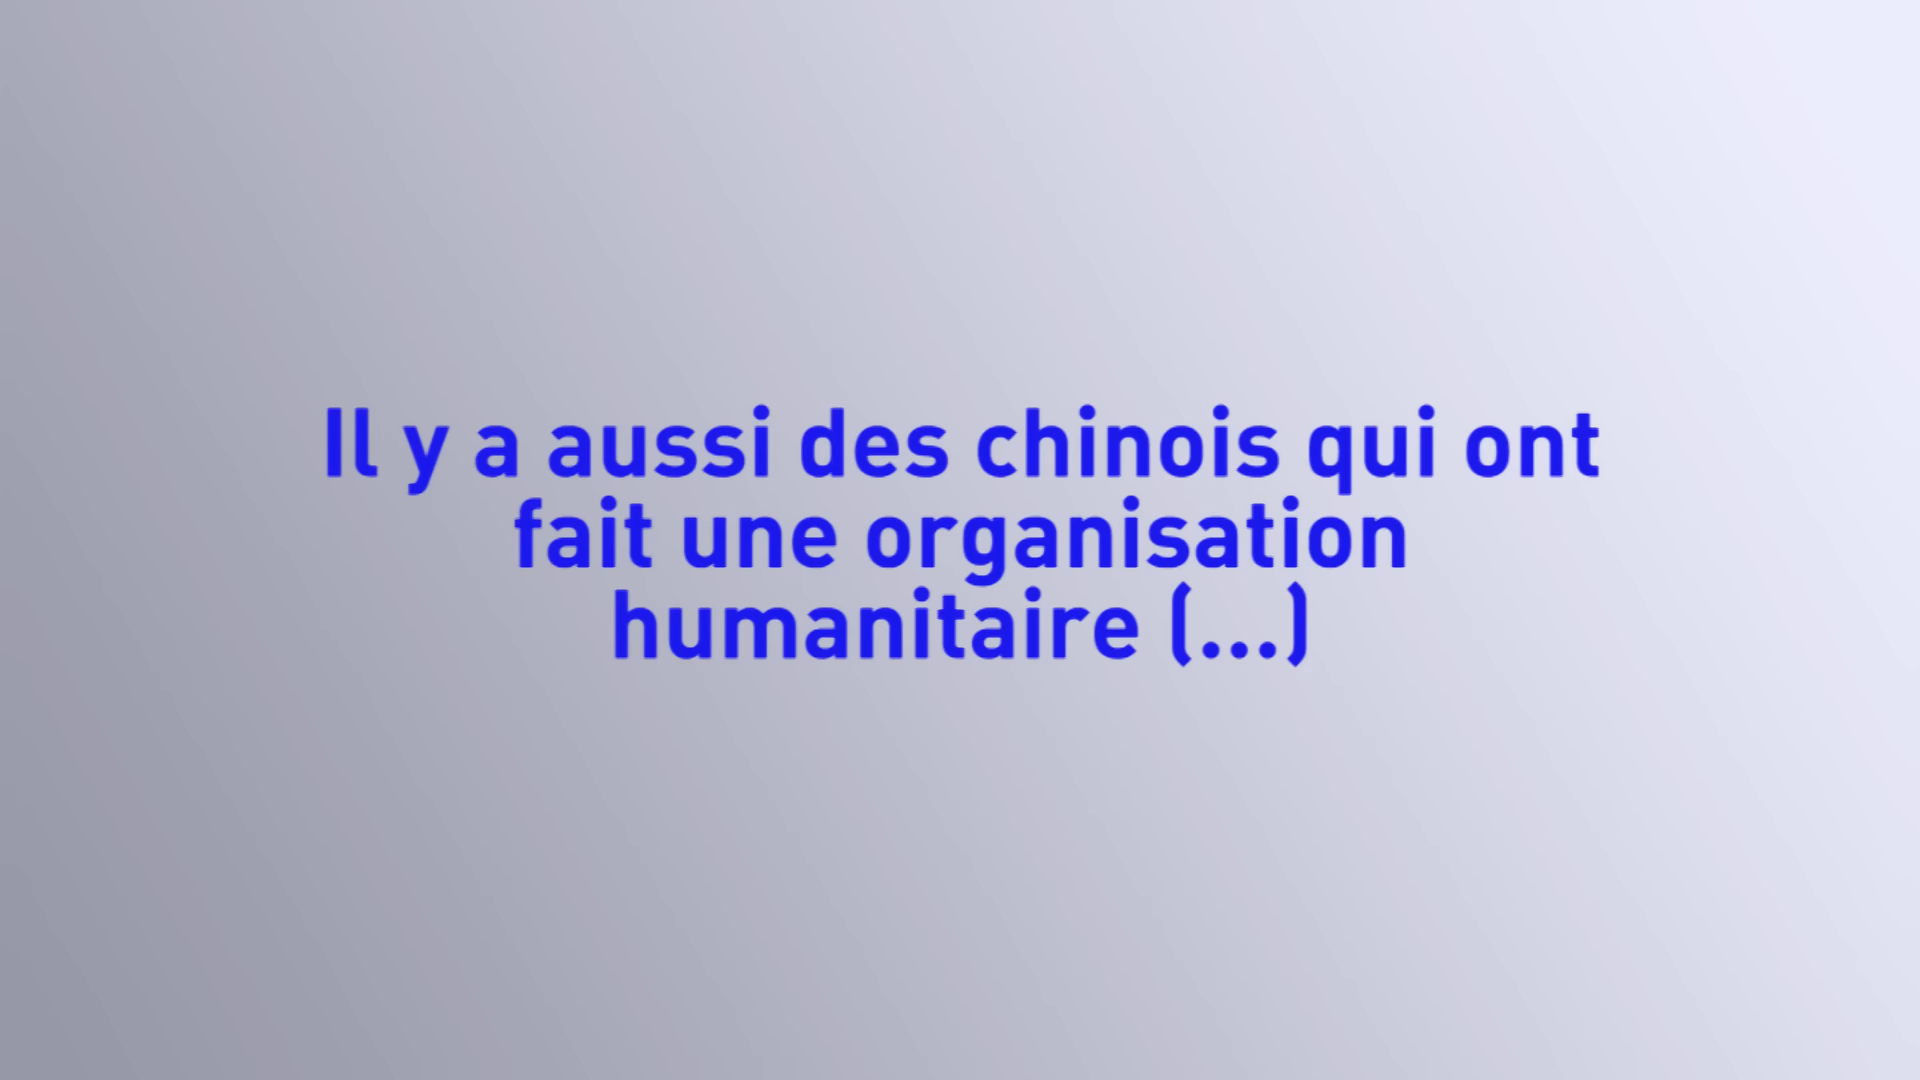 Il y a aussi des chinois qui ont
fait une organisation
humanitaire (...)